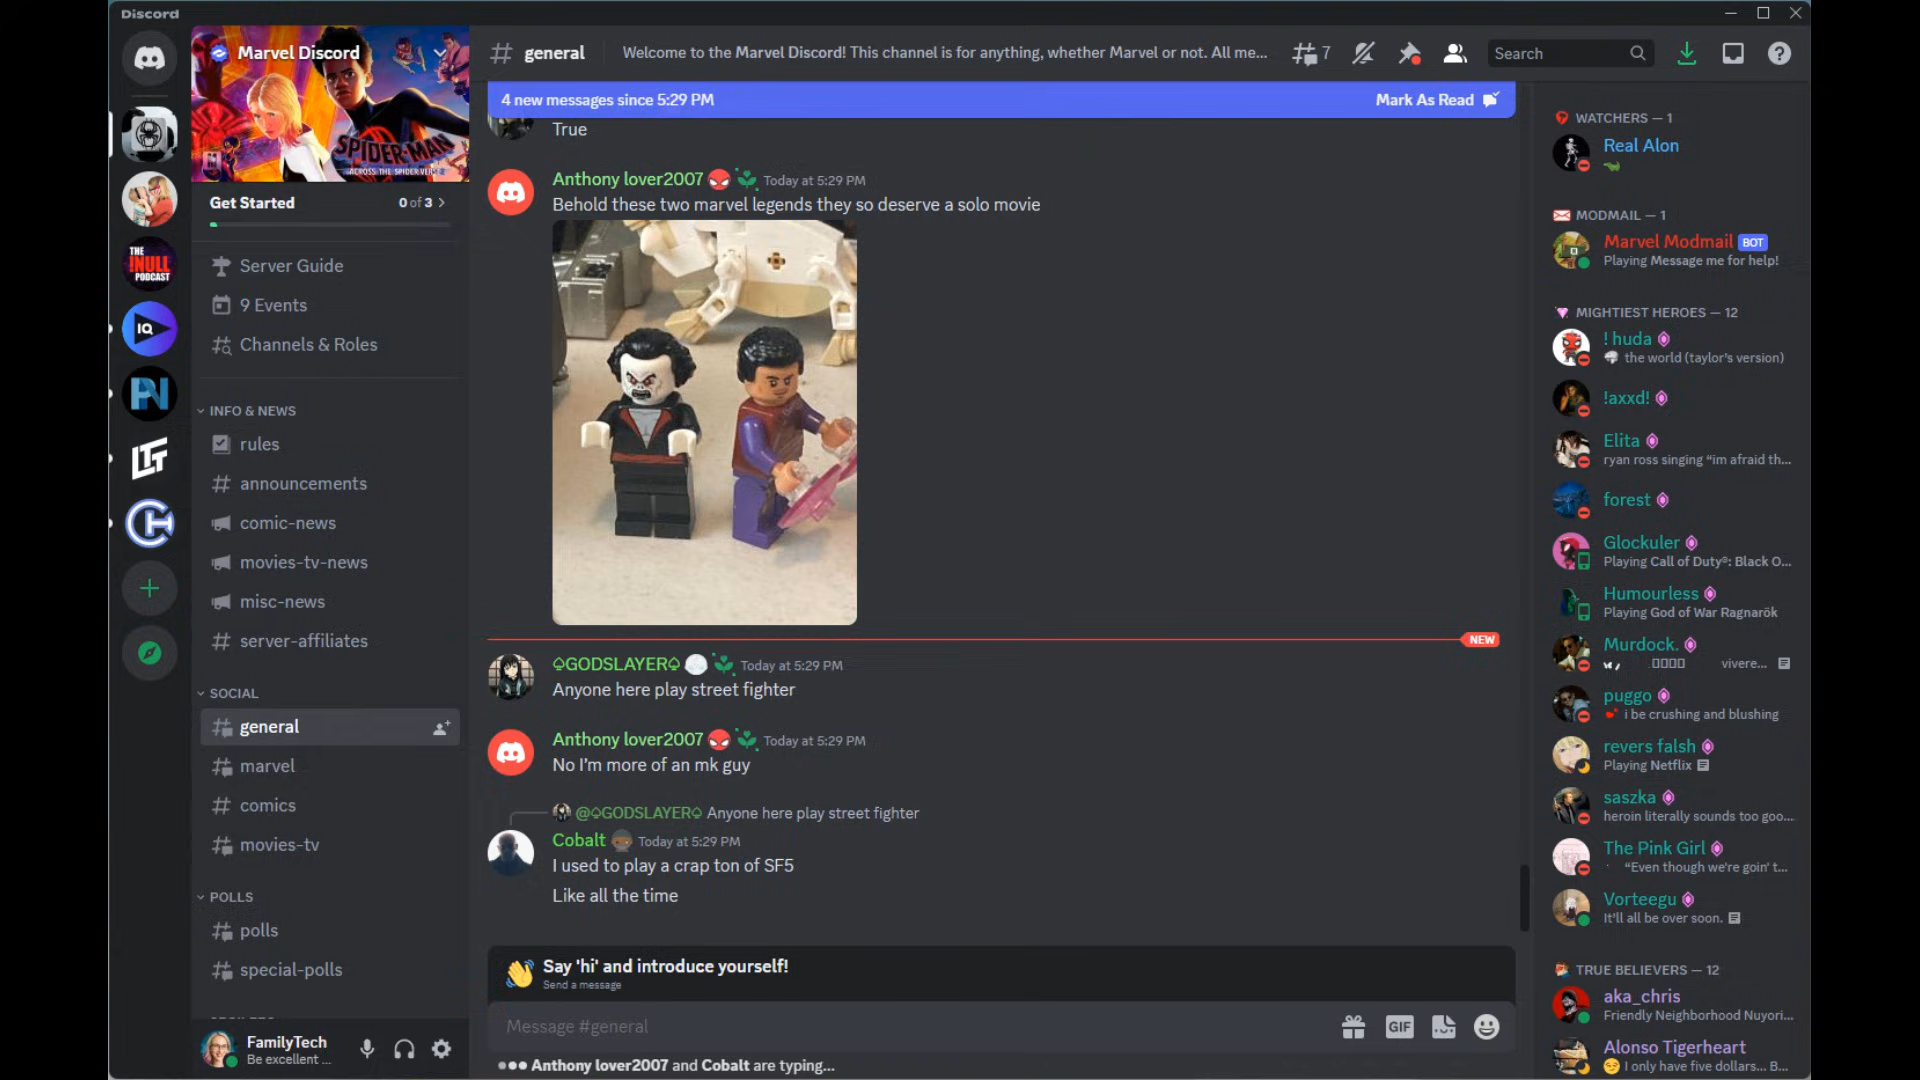 Discord
Marvel Discord
SPIDER-MAN
ACROSS THE SPIDER-VERSE
Get Started
0 of 3
Server Guide
9 Events
Channels & Roles
INFO & NEWS
rules
announcements
comic-news
movies-tv-news
misc-news
server-affiliates
SOCIAL
general
marvel
comics
movies-tv
POLLS
polls
special-polls
FamilyTech
Be excellent ...
THE
NULL
PODCAST
IQ
general
Welcome to the Marvel Discord! This channel is for anything, whether Marvel or not. All me...
7
Search
4 new messages since 5:29 PM
Mark As Read
True
Anthony lover2007 Today at 5:29 PM
Behold these two marvel legends they so deserve a solo movie
NEW
♤GODSLAYER♤ Today at 5:29 PM
Anyone here play street fighter
Anthony lover2007 Today at 5:29 PM
No I'm more of an mk guy
@♤GODSLAYER♤ Anyone here play street fighter
Cobalt Today at 5:29 PM
I used to play a crap ton of SF5
Like all the time
Say 'hi' and introduce yourself!
Send a message
Message #general
GIF
Anthony lover2007 and Cobalt are typing...
WATCHERS — 1
Real Alon
MODMAIL — 1
Marvel Modmail BOT
Playing Message me for help!
MIGHTIEST HEROES — 12
! huda
the world (taylor's version)
!axxd!
Elita
ryan ross singing “im afraid th...
forest
Glockuler
Playing Call of Duty®: Black O...
Humourless
Playing God of War Ragnarök
Murdock.
vivere...
puggo
i be crushing and blushing
revers falsh
Playing Netflix
saszka
heroin literally sounds too goo...
The Pink Girl
“Even though we're goin' t...
Vorteegu
It'll all be over soon.
TRUE BELIEVERS — 12
aka_chris
Friendly Neighborhood Nuyori...
Alonso Tigerheart
I only have five dollars... B...